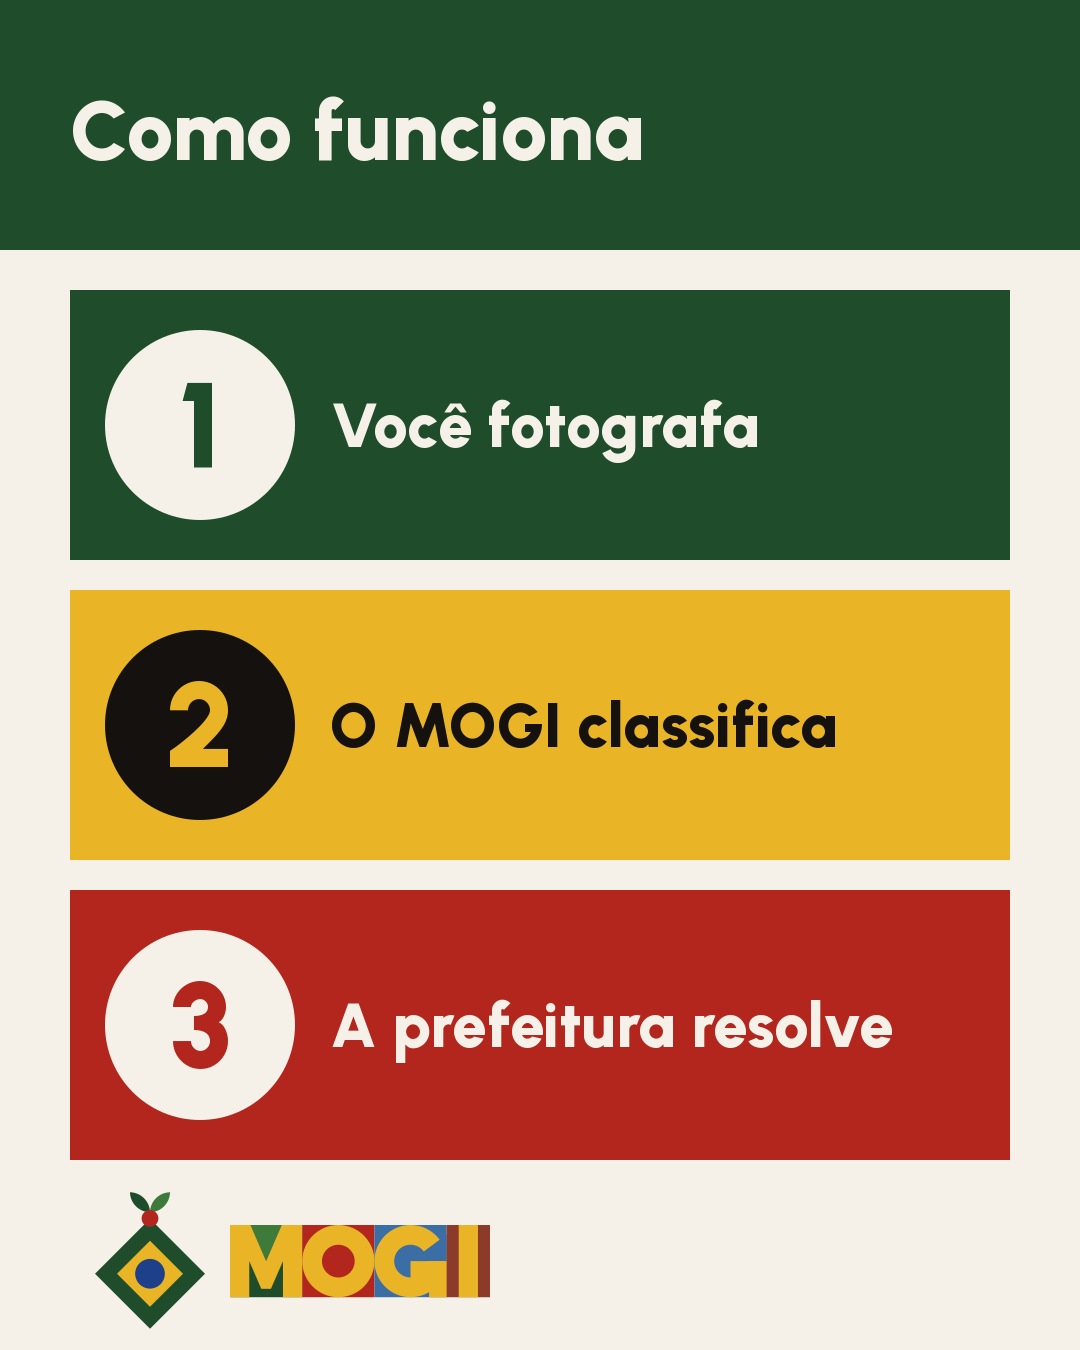 Como funciona
1
Você fotografa
2
O MOGI classifica
3
A prefeitura resolve
MOGI